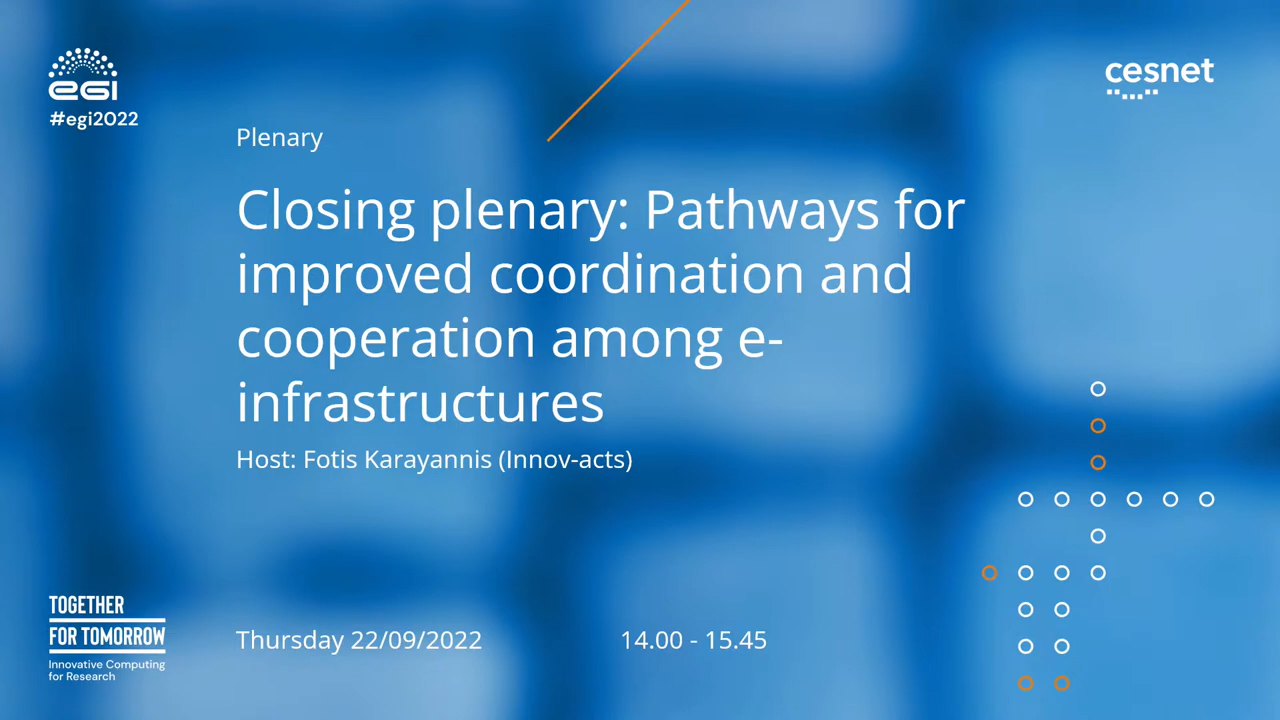 egi
#egi2022
cesnet
Plenary
Closing plenary: Pathways for
improved coordination and
cooperation among e-
infrastructures
Host: Fotis Karayannis (Innov-acts)
TOGETHER
FOR TOMORROW
Innovative Computing
for Research
Thursday 22/09/2022
14.00 - 15.45